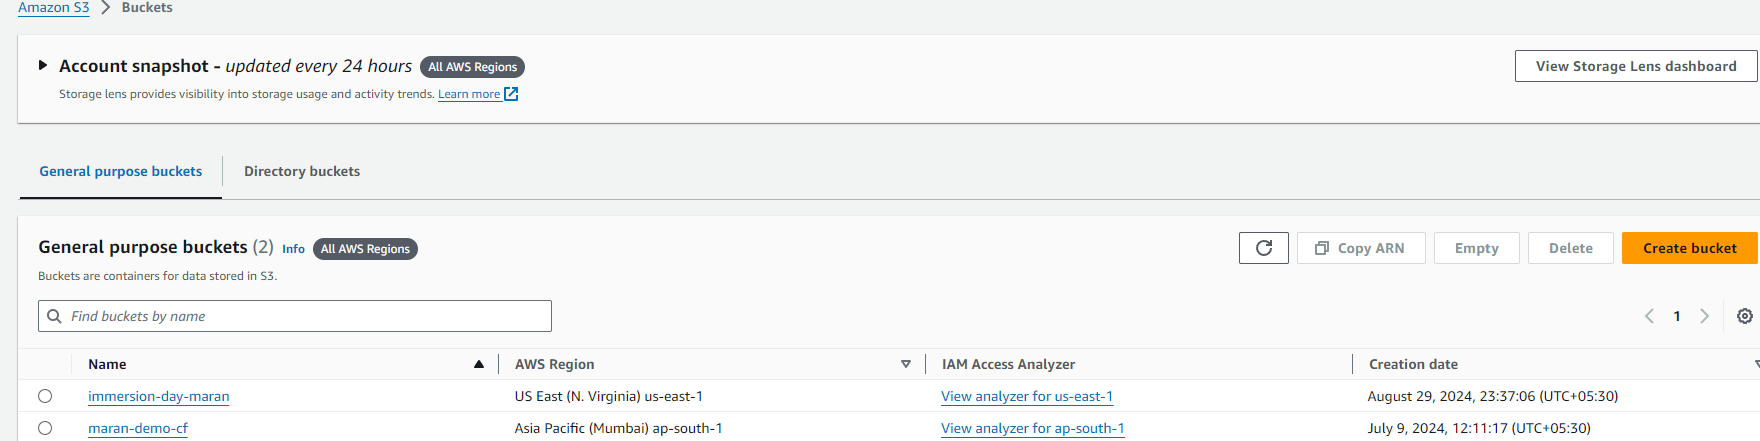 Amazon S3 > Buckets
Account snapshot - updated every 24 hours All AWS Regions
View Storage Lens dashboard
Storage lens provides visibility into storage usage and activity trends. Learn more
General purpose buckets Directory buckets
General purpose buckets (2) Info All AWS Regions
Copy ARN Empty Delete Create bucket
Buckets are containers for data stored in S3.
Find buckets by name
1
Name AWS Region IAM Access Analyzer Creation date
immersion-day-maran US East (N. Virginia) us-east-1 View analyzer for us-east-1 August 29, 2024, 23:37:06 (UTC+05:30)
maran-demo-cf Asia Pacific (Mumbai) ap-south-1 View analyzer for ap-south-1 July 9, 2024, 12:11:17 (UTC+05:30)